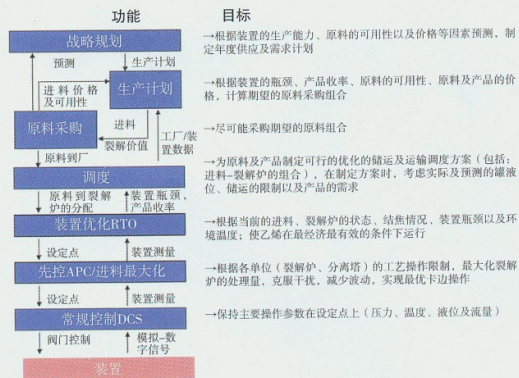 功能 目标
战略规划
→根据装置的生产能力、原料的可用性以及价格等因素预测，制
定年度供应及需求计划
预测 生产计划
进料价格
及可用性
生产计划
→根据装置的瓶颈、产品收率、原料的可用性、原料及产品的价
格，计算期望的原料采购组合
原料采购
进料
裂解价值
工厂/装
置数据
→尽可能采购期望的原料组合
原料到厂
调度
→为原料及产品制定可行的优化的储运及运输调度方案（包括：
进料-裂解炉的组合），在制定方案时，考虑实际及预测的罐液
位、储运的限制以及产品的需求
原料到裂解
炉的分配
装置瓶颈，
产品收率
装置优化RTO
→根据当前的进料、裂解炉的状态、结焦情况、装置瓶颈以及环
境温度；使乙烯在最经济最有效的条件下运行
设定点 装置测量
先控APC/进料最大化
→根据各单位（裂解炉、分离塔）的工艺操作限制，最大化裂解
炉的处理量，克服干扰，减少波动，实现最优卡边操作
设定点 装置测量
常规控制DCS
→保持主要操作参数在设定点上（压力、温度、液位及流量）
阀门控制
模拟-数
字信号
装置